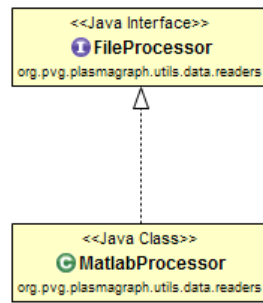 <<Java Interface>>
I FileProcessor
org.pvg.plasmagraph.utils.data.readers
<<Java Class>>
C MatlabProcessor
org.pvg.plasmagraph.utils.data.readers